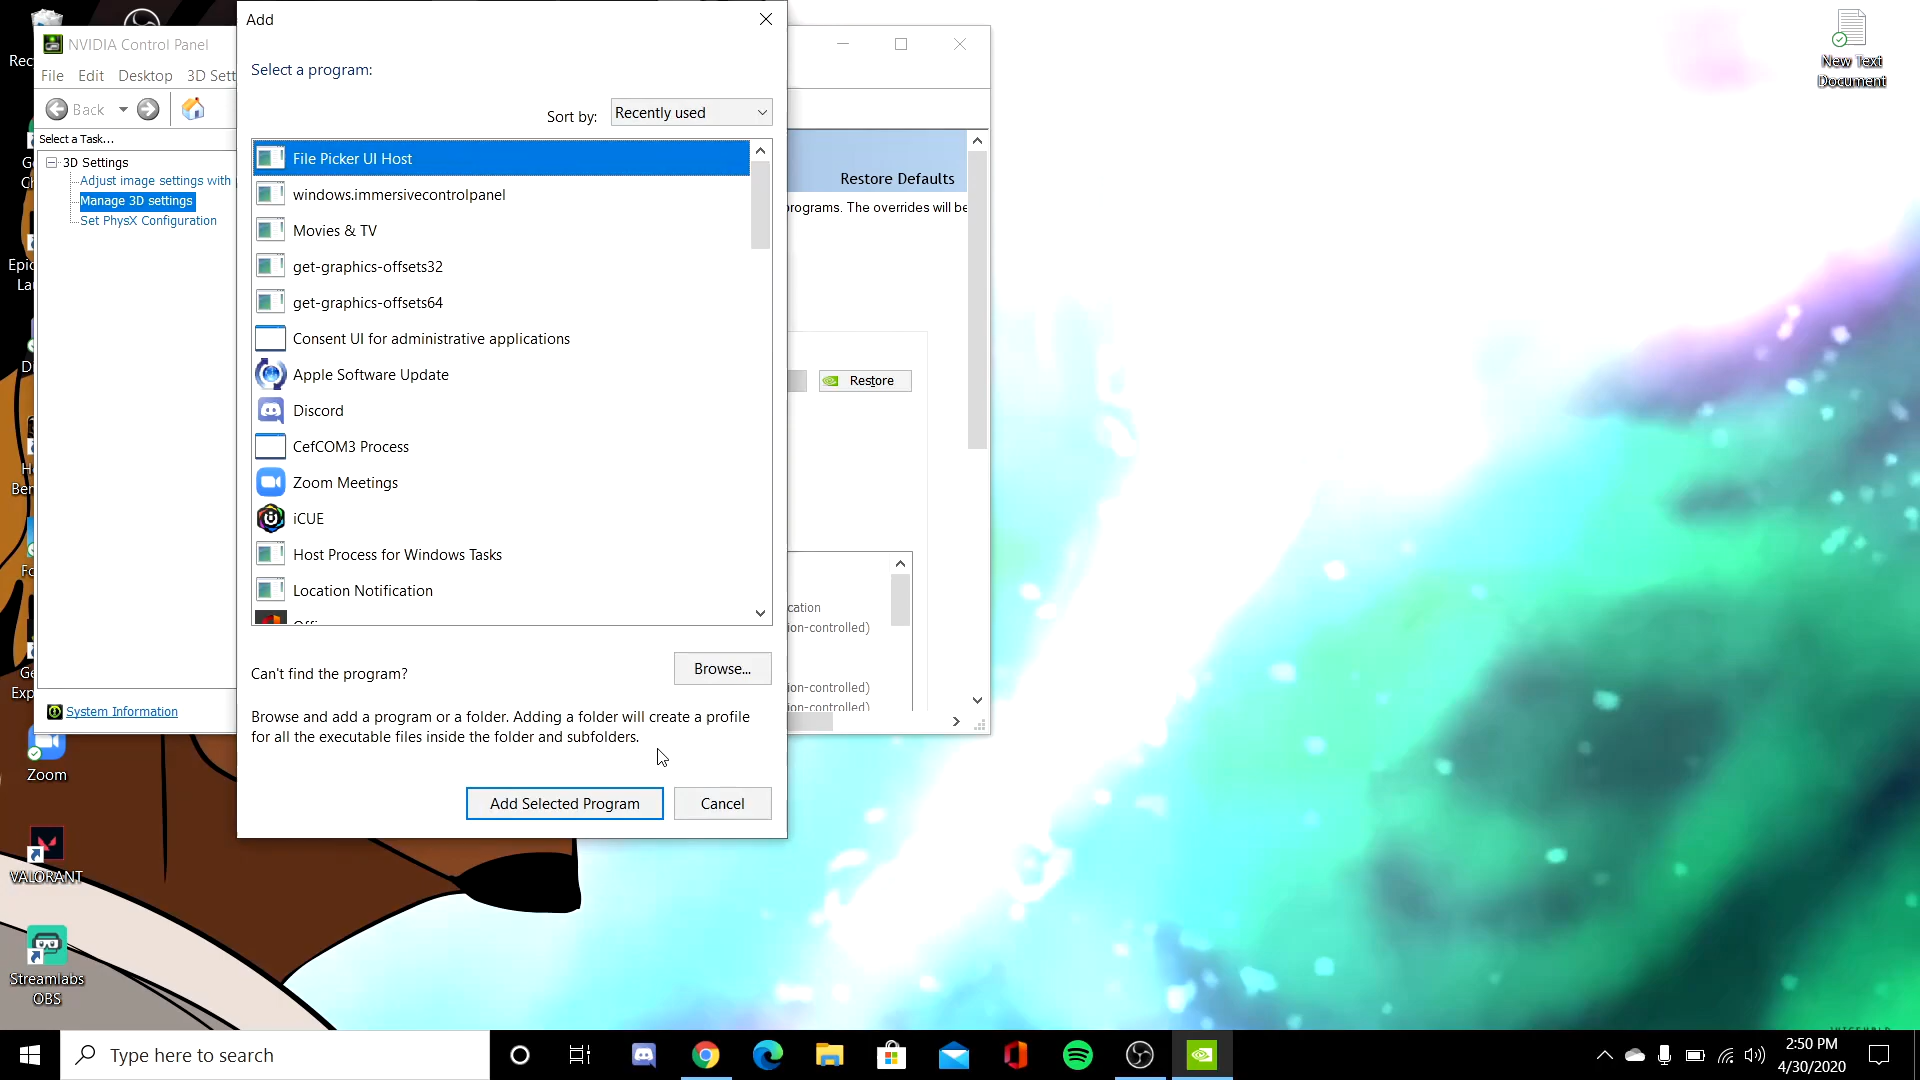 Add
Select a program:
Sort by:
Recently used
File Picker UI Host
windows.immersivecontrolpanel
Movies & TV
get-graphics-offsets32
get-graphics-offsets64
Consent UI for administrative applications
Apple Software Update
Discord
CefCOM3 Process
Zoom Meetings
iCUE
Host Process for Windows Tasks
Location Notification
Can't find the program?
Browse...
Browse and add a program or a folder. Adding a folder will create a profile
for all the executable files inside the folder and subfolders.
Add Selected Program
Cancel
NVIDIA Control Panel
File
Edit
Desktop
3D Sett
Back
Select a Task...
3D Settings
Adjust image settings with
Manage 3D settings
Set PhysX Configuration
System Information
Restore Defaults
rograms. The overrides will be
Restore
cation
ion-controlled)
ion-controlled)
ion-controlled)
New Text
Document
Rec
Epic
La
Ben
Exp
Zoom
VALORANT
Streamlabs
OBS
Type here to search
2:50 PM
4/30/2020